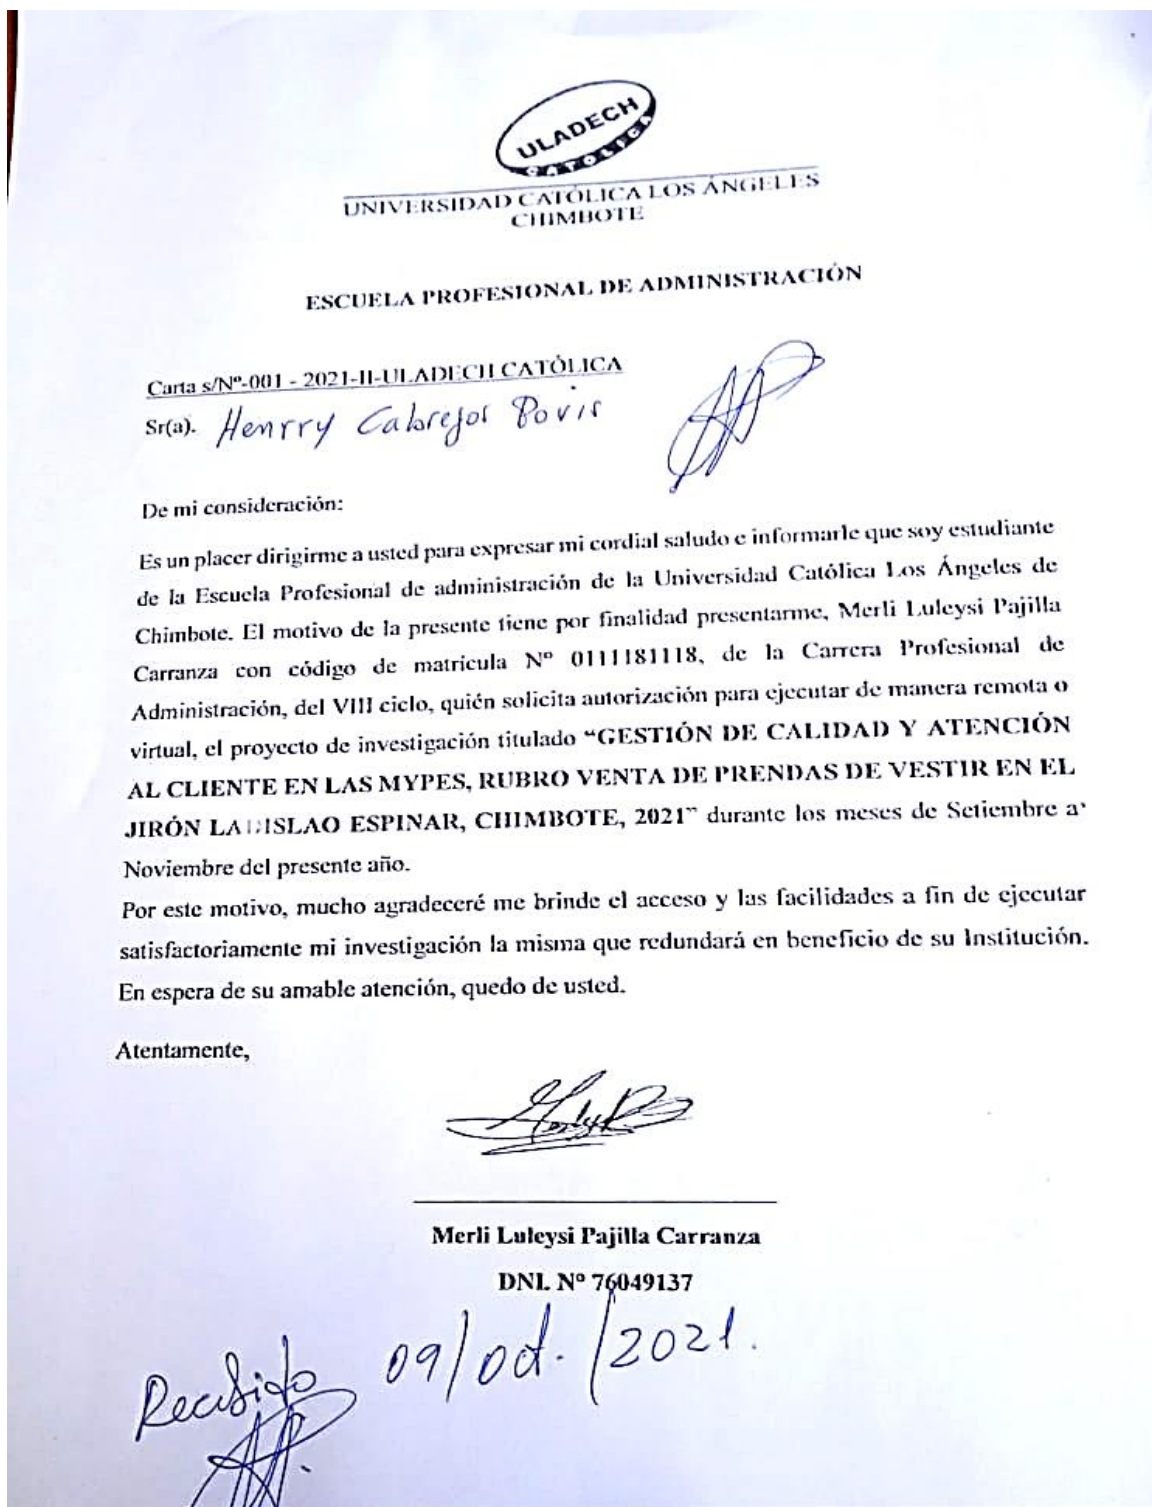 ULADECH
CATOLICA
UNIVERSIDAD CATÓLICA LOS ÁNGELES
CHIMBOTE
ESCUELA PROFESIONAL DE ADMINISTRACIÓN
Carta s/Nº-001 - 2021-II-ULADECH CATÓLICA
Sr(a). Henrry Cabrejos Povis
De mi consideración:
Es un placer dirigirme a usted para expresar mi cordial saludo e informarle que soy estudiante
de la Escuela Profesional de administración de la Universidad Católica Los Ángeles de
Chimbote. El motivo de la presente tiene por finalidad presentarme, Merli Luleysi Pajilla
Carranza con código de matricula Nº 0111181118, de la Carrera Profesional de
Administración, del VIII ciclo, quién solicita autorización para ejecutar de manera remota o
virtual, el proyecto de investigación titulado “GESTIÓN DE CALIDAD Y ATENCIÓN
AL CLIENTE EN LAS MYPES, RUBRO VENTA DE PRENDAS DE VESTIR EN EL
JIRÓN LADISLAO ESPINAR, CHIMBOTE, 2021” durante los meses de Setiembre a
Noviembre del presente año.
Por este motivo, mucho agradeceré me brinde el acceso y las facilidades a fin de ejecutar
satisfactoriamente mi investigación la misma que redundará en beneficio de su Institución.
En espera de su amable atención, quedo de usted.
Atentamente,
Merli Luleysi Pajilla Carranza
DNI. Nº 76049137
Recibido 09/oct./2021.